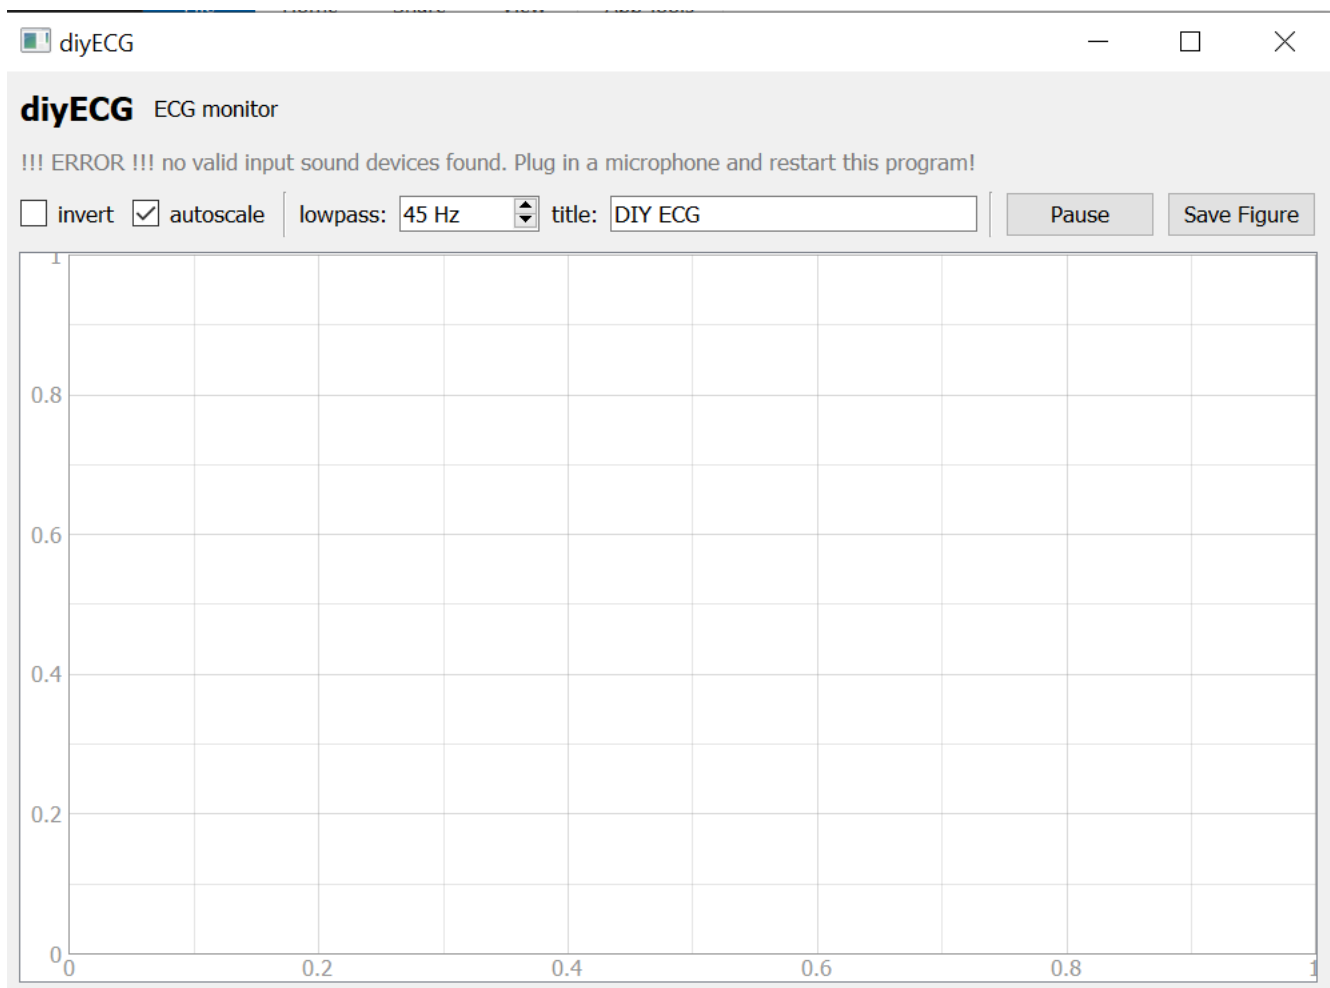 diyECG
diyECG ECG monitor
!!! ERROR !!! no valid input sound devices found. Plug in a microphone and restart this program!
invert autoscale lowpass: 45 Hz title: DIY ECG Pause Save Figure
1
0.8
0.6
0.4
0.2
0
0 0.2 0.4 0.6 0.8 1